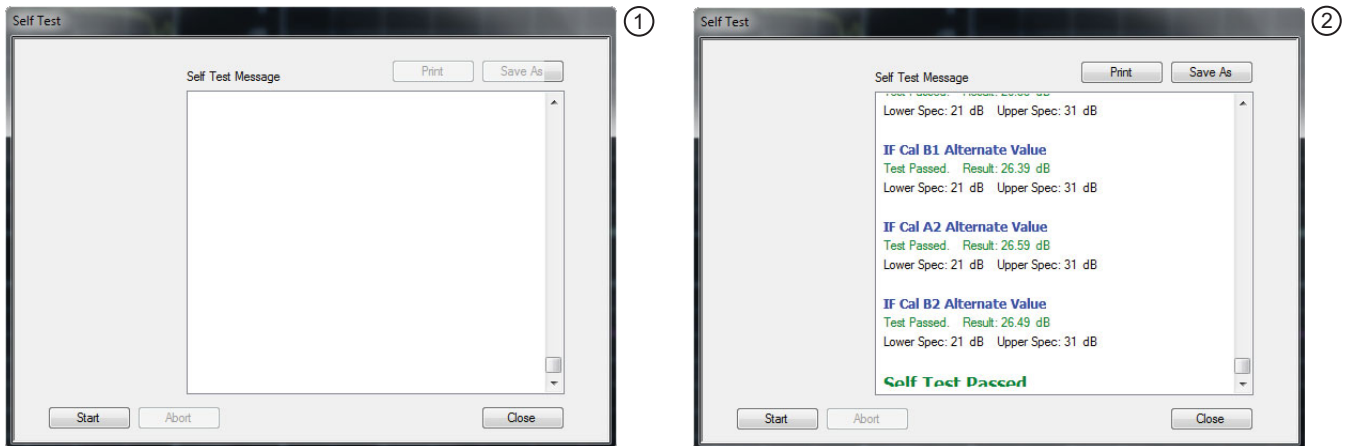 Self Test
1
Self Test Message
Print
Save As
Start
Abort
Close
Self Test
2
Self Test Message
Print
Save As
Lower Spec: 21 dB Upper Spec: 31 dB
IF Cal B1 Alternate Value
Test Passed. Result: 26.39 dB
Lower Spec: 21 dB Upper Spec: 31 dB
IF Cal A2 Alternate Value
Test Passed. Result: 26.59 dB
Lower Spec: 21 dB Upper Spec: 31 dB
IF Cal B2 Alternate Value
Test Passed. Result: 26.49 dB
Lower Spec: 21 dB Upper Spec: 31 dB
Self Test Passed
Start
Abort
Close